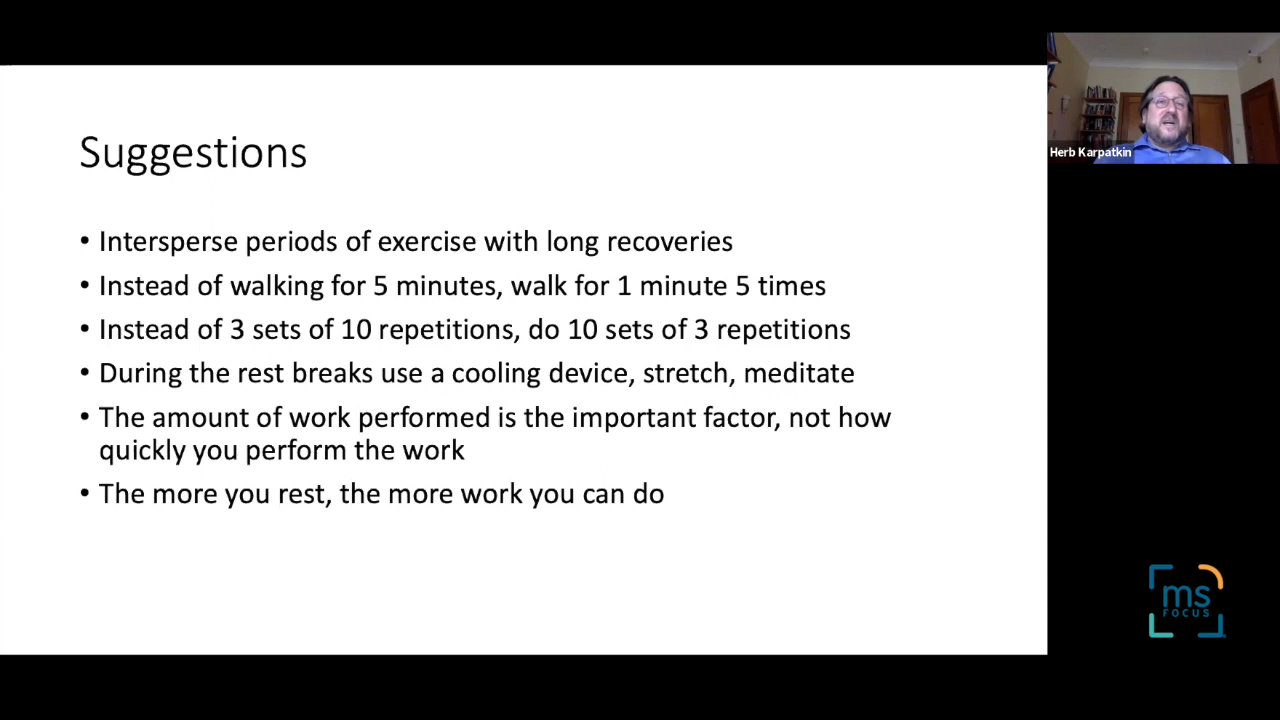 Suggestions
• Intersperse periods of exercise with long recoveries
• Instead of walking for 5 minutes, walk for 1 minute 5 times
• Instead of 3 sets of 10 repetitions, do 10 sets of 3 repetitions
• During the rest breaks use a cooling device, stretch, meditate
• The amount of work performed is the important factor, not how
quickly you perform the work
• The more you rest, the more work you can do
Herb Karpatkin
ms
FOCUS